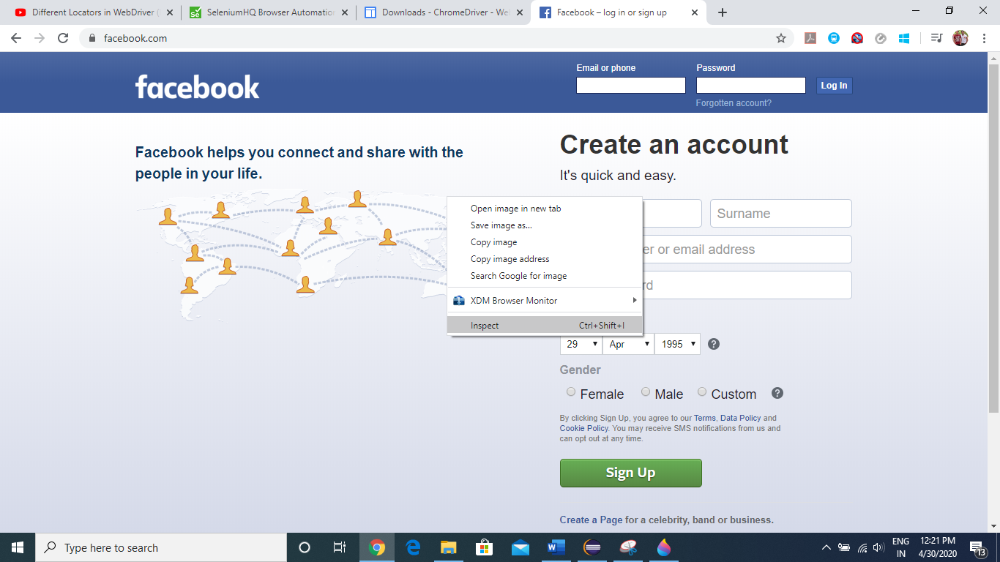 Different Locators in WebDriver (
SeleniumHQ Browser Automation
Downloads - ChromeDriver - We
Facebook – log in or sign up
facebook.com
facebook
Email or phone
Password
Log In
Forgotten account?
Facebook helps you connect and share with the
people in your life.
Create an account
It's quick and easy.
Surname
er or email address
rd
Open image in new tab
Save image as...
Copy image
Copy image address
Search Google for image
XDM Browser Monitor
Inspect Ctrl+Shift+I
29 Apr 1995 ?
Gender
Female Male Custom ?
By clicking Sign Up, you agree to our Terms, Data Policy and
Cookie Policy. You may receive SMS notifications from us and
can opt out at any time.
Sign Up
Create a Page for a celebrity, band or business.
Type here to search
ENG
IN
12:21 PM
4/30/2020
13